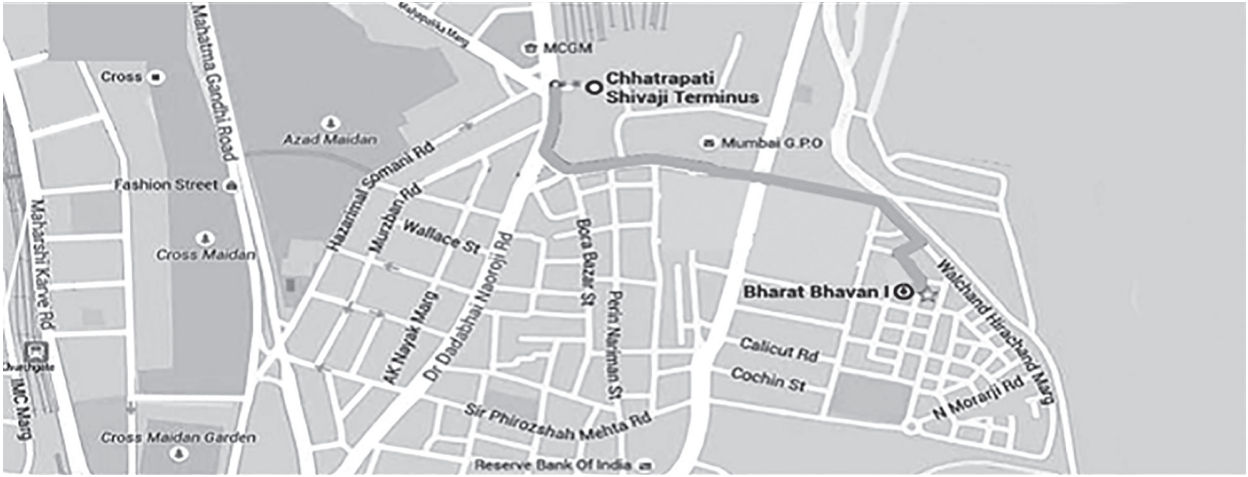 Mahapalika Marg
MCGM
Mahatma Gandhi Road
Cross
Chhatrapati
Shivaji Terminus
Azad Maidan
Mumbai G.P.O
Hazarimal Somani Rd
Fashion Street
Murzban Rd
Maharshi Karve Rd
Wallace St
Cross Maidan
Bora Bazar St
Dr Dadabhai Naoroji Rd
Walchand Hirachand Marg
Bharat Bhavan I
AK Nayak Marg
Perin Nariman St
Calicut Rd
Churchgate
Cochin St
IMC Marg
N Morarji Rd
Sir Phirozshah Mehta Rd
Cross Maidan Garden
Reserve Bank Of India